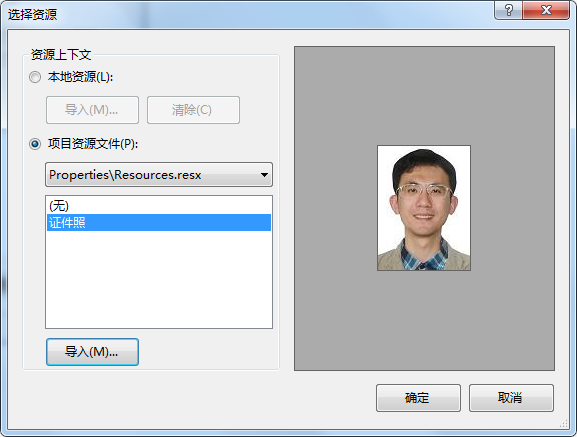 选择资源
资源上下文
本地资源(L):
导入(M)...
清除(C)
项目资源文件(P):
Properties\Resources.resx
(无)
证件照
导入(M)...
确定
取消